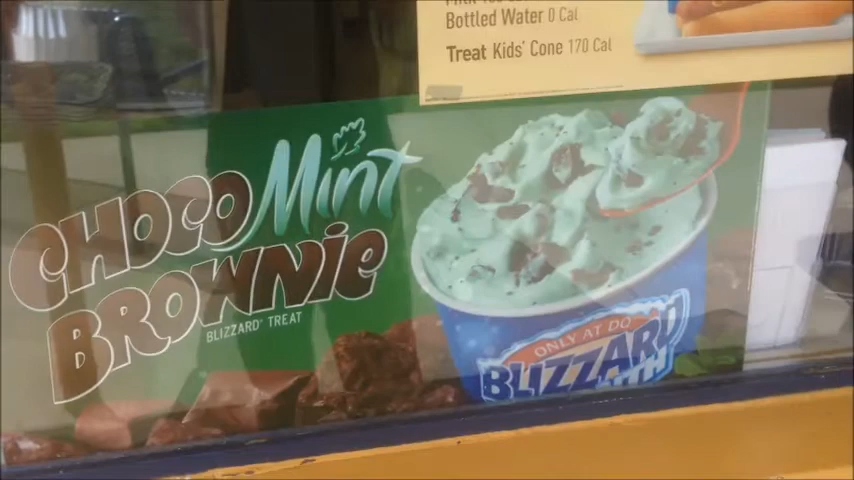 Bottled Water 0 Cal
Treat Kids' Cone 170 Cal
CHOCO Mint
BROWNIE
BLIZZARD® TREAT
ONLY AT DQ
BLIZZARD